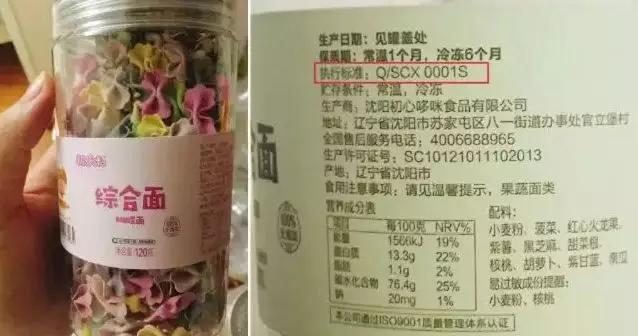 综合面
净含量:120克
生产日期:见罐盖处
保质期:常温1个月,冷冻6个月
执行标准:Q/SCX 0001S
贮存条件:常温,冷冻
生产商:沈阳初心哆咪食品有限公司
地址:辽宁省沈阳市苏家屯区八一街道办事处官立堡村
全国售后服务电话:4006688965
生产许可证号:SC10121011102013
产地:辽宁省沈阳市
食用注意事项:请见温馨提示,果蔬面类
面
营养成分表
项目 每100克 NRV%
能量 1566kJ 19%
蛋白质 13.3g 22%
脂肪 1.1g 2%
碳水化合物 76.4g 25%
钠 20mg 1%
本公司通过ISO9001质量管理体系认证
配料:
小麦粉、菠菜、红心火龙果、
紫薯、黑芝麻、甜菜根、
核桃、胡萝卜、紫甘蓝、南瓜
易过敏成份提醒:
小麦粉、核桃